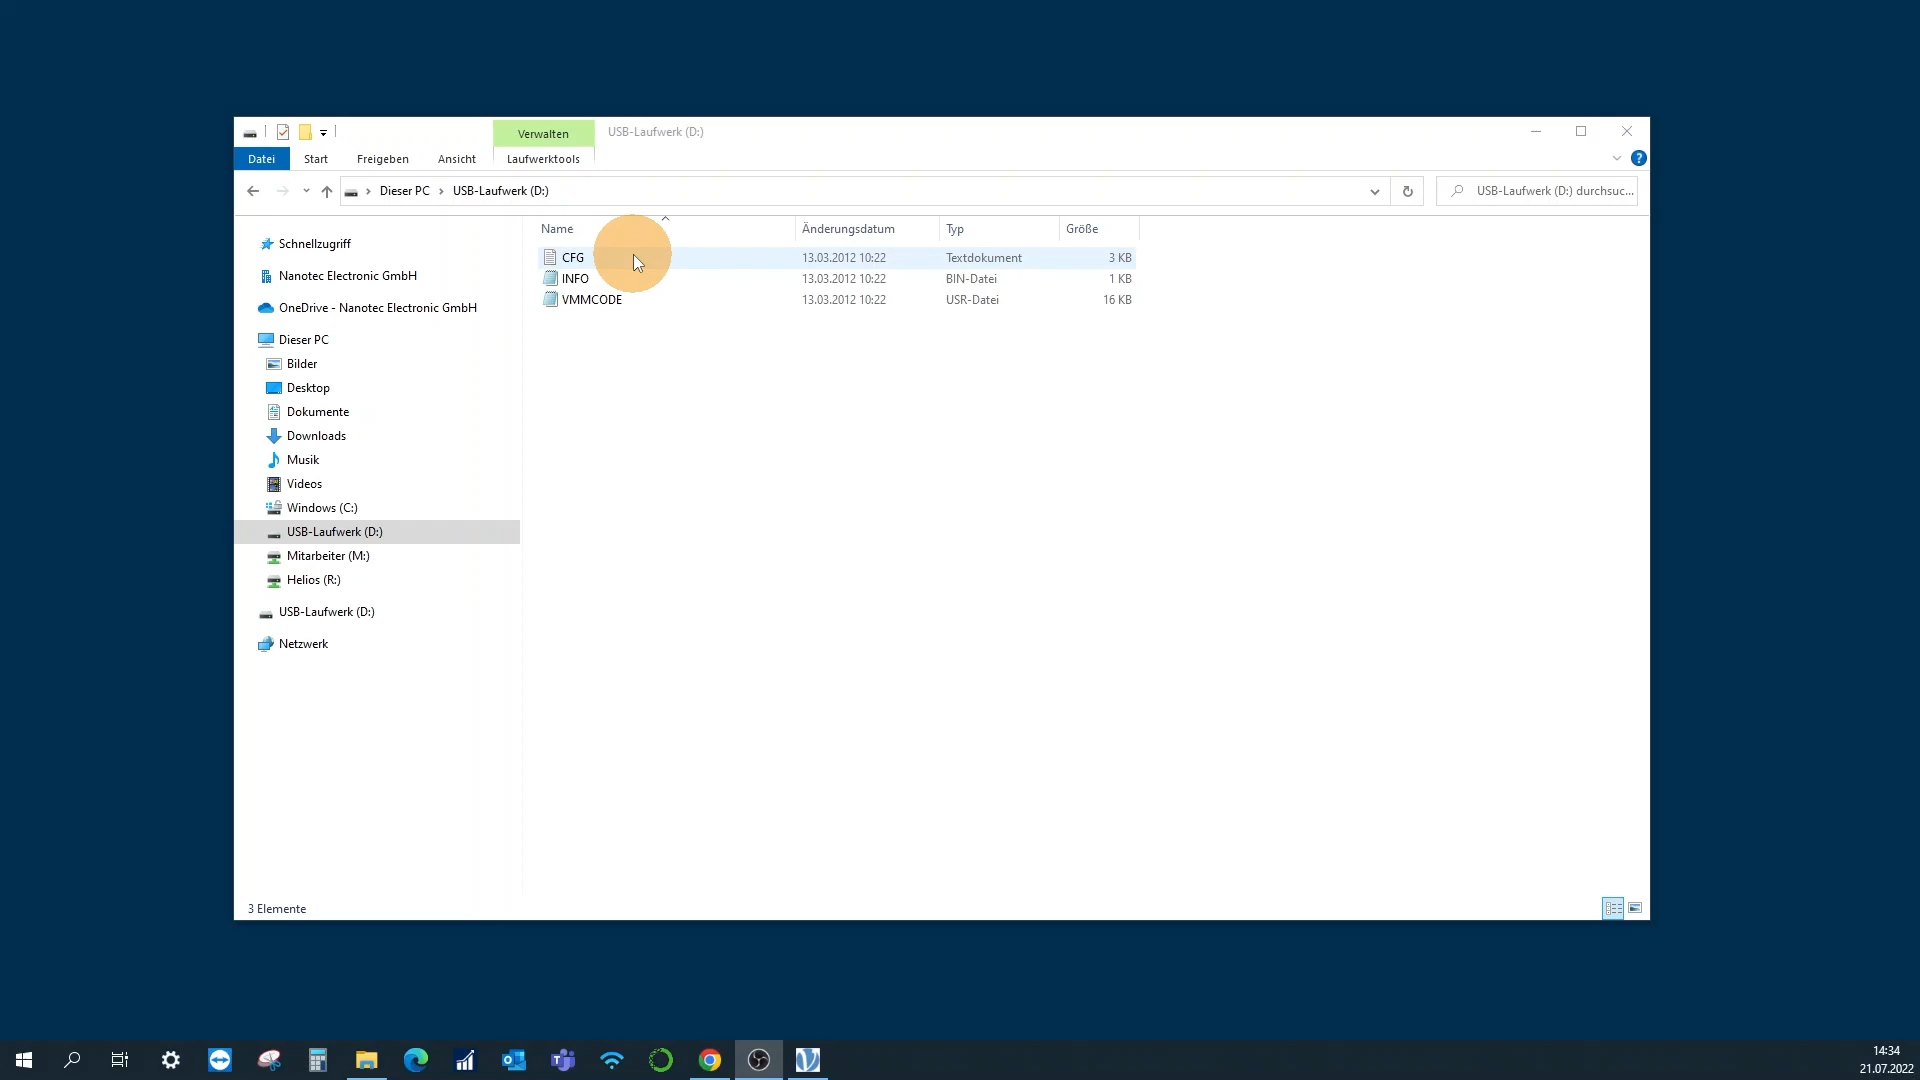 Verwalten
USB-Laufwerk (D:)
Datei
Start
Freigeben
Ansicht
Laufwerktools
?
Dieser PC
USB-Laufwerk (D:)
USB-Laufwerk (D:) durchsuc...
Name
Änderungsdatum
Typ
Größe
CFG 13.03.2012 10:22 Textdokument 3 KB
INFO 13.03.2012 10:22 BIN-Datei 1 KB
VMMCODE 13.03.2012 10:22 USR-Datei 16 KB
Schnellzugriff
Nanotec Electronic GmbH
OneDrive - Nanotec Electronic GmbH
Dieser PC
Bilder
Desktop
Dokumente
Downloads
Musik
Videos
Windows (C:)
USB-Laufwerk (D:)
Mitarbeiter (M:)
Helios (R:)
USB-Laufwerk (D:)
Netzwerk
3 Elemente
14:34
21.07.2022